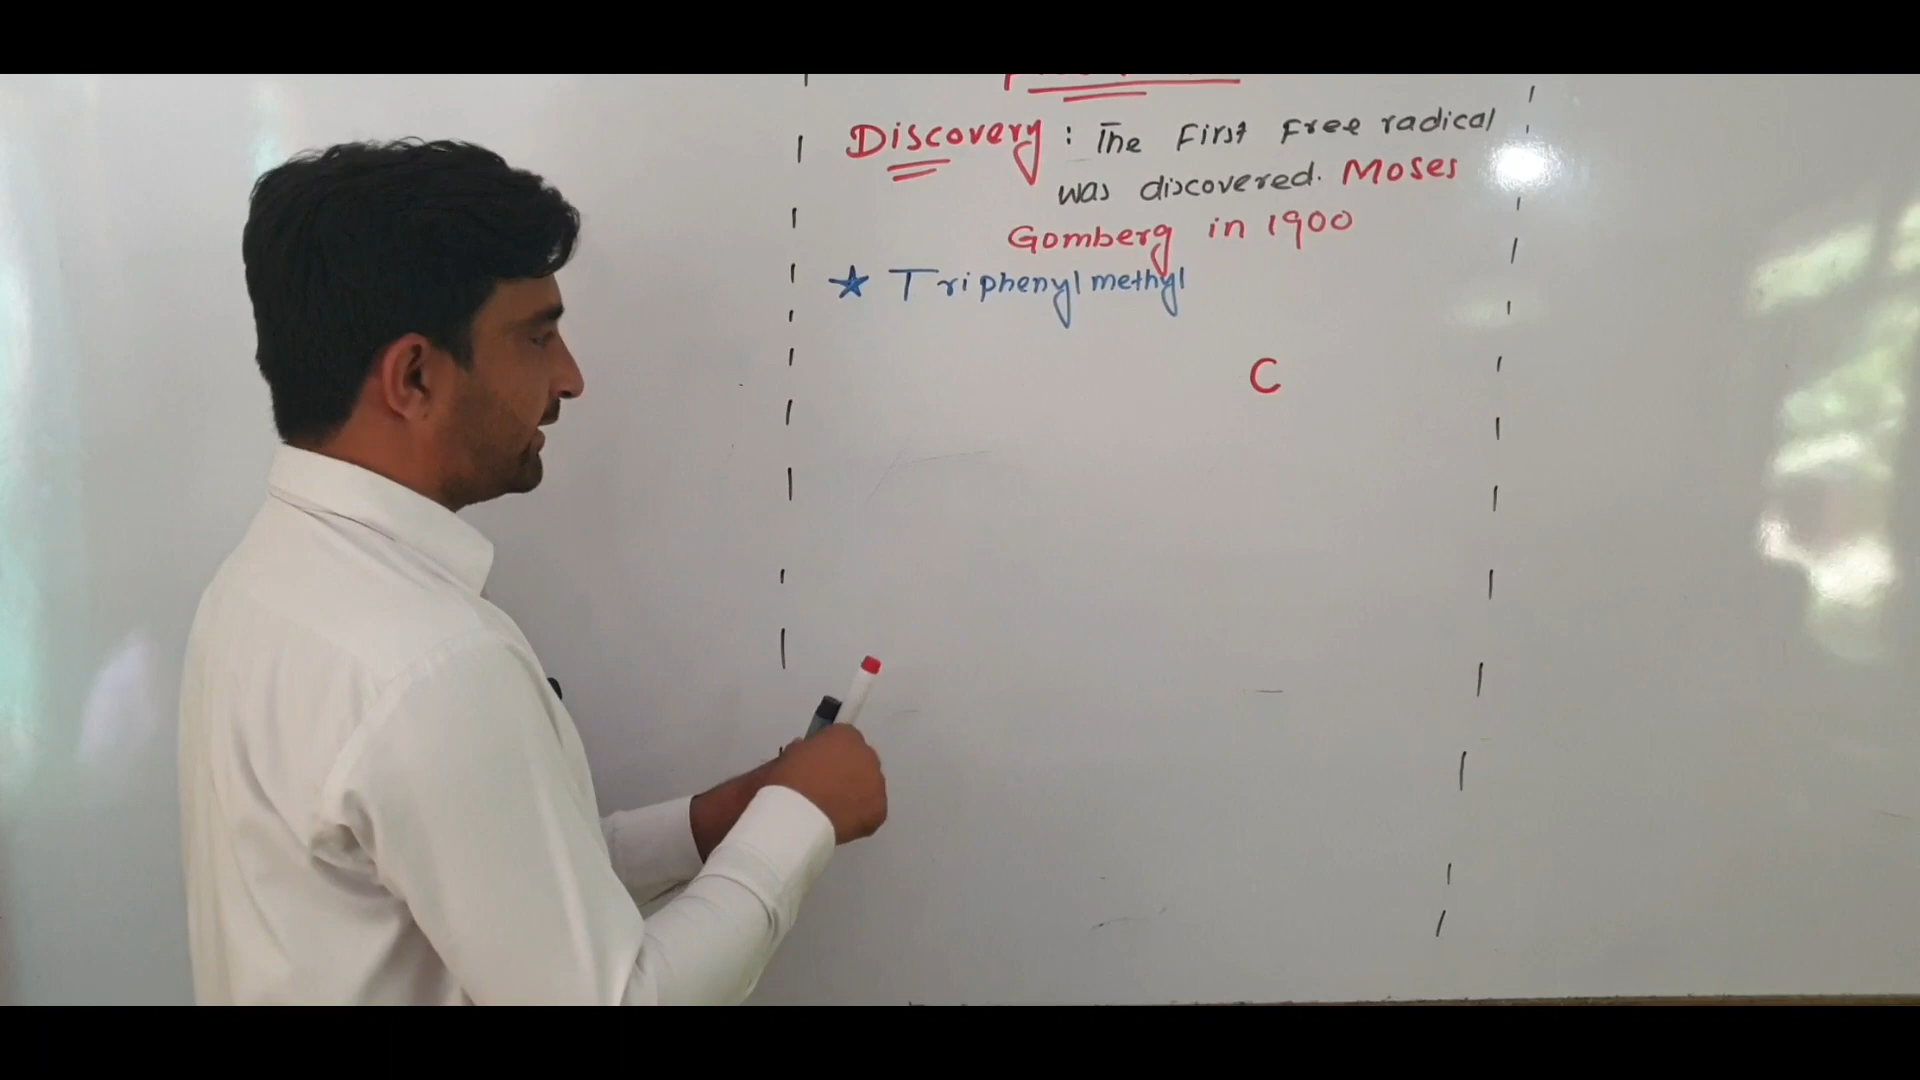 Discovery : The First Free radical
was discovered. Moses
Gomberg in 1900
★ Triphenylmethyl
C